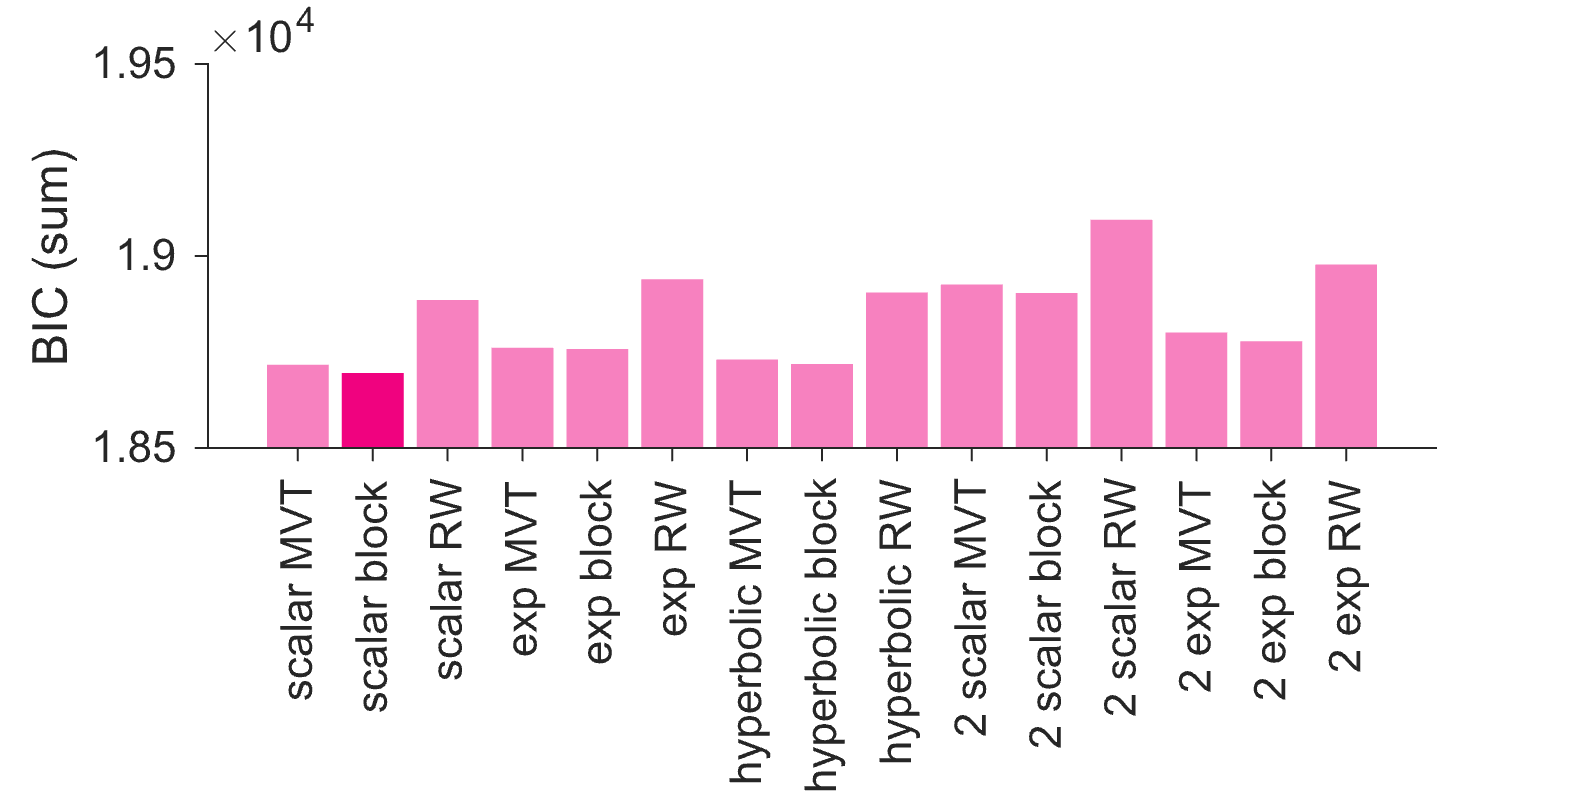 ×10⁴
1.95
1.9
1.85
BIC (sum)
scalar MVT
scalar block
scalar RW
exp MVT
exp block
exp RW
hyperbolic MVT
hyperbolic block
hyperbolic RW
2 scalar MVT
2 scalar block
2 scalar RW
2 exp MVT
2 exp block
2 exp RW